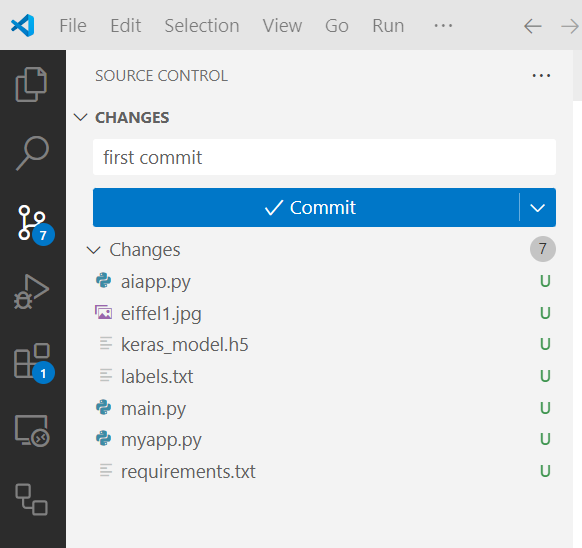 File Edit Selection View Go Run ...
SOURCE CONTROL ...
CHANGES
first commit
Commit
Changes 7
aiapp.py U
eiffel1.jpg U
7
keras_model.h5 U
labels.txt U
1
main.py U
myapp.py U
requirements.txt U